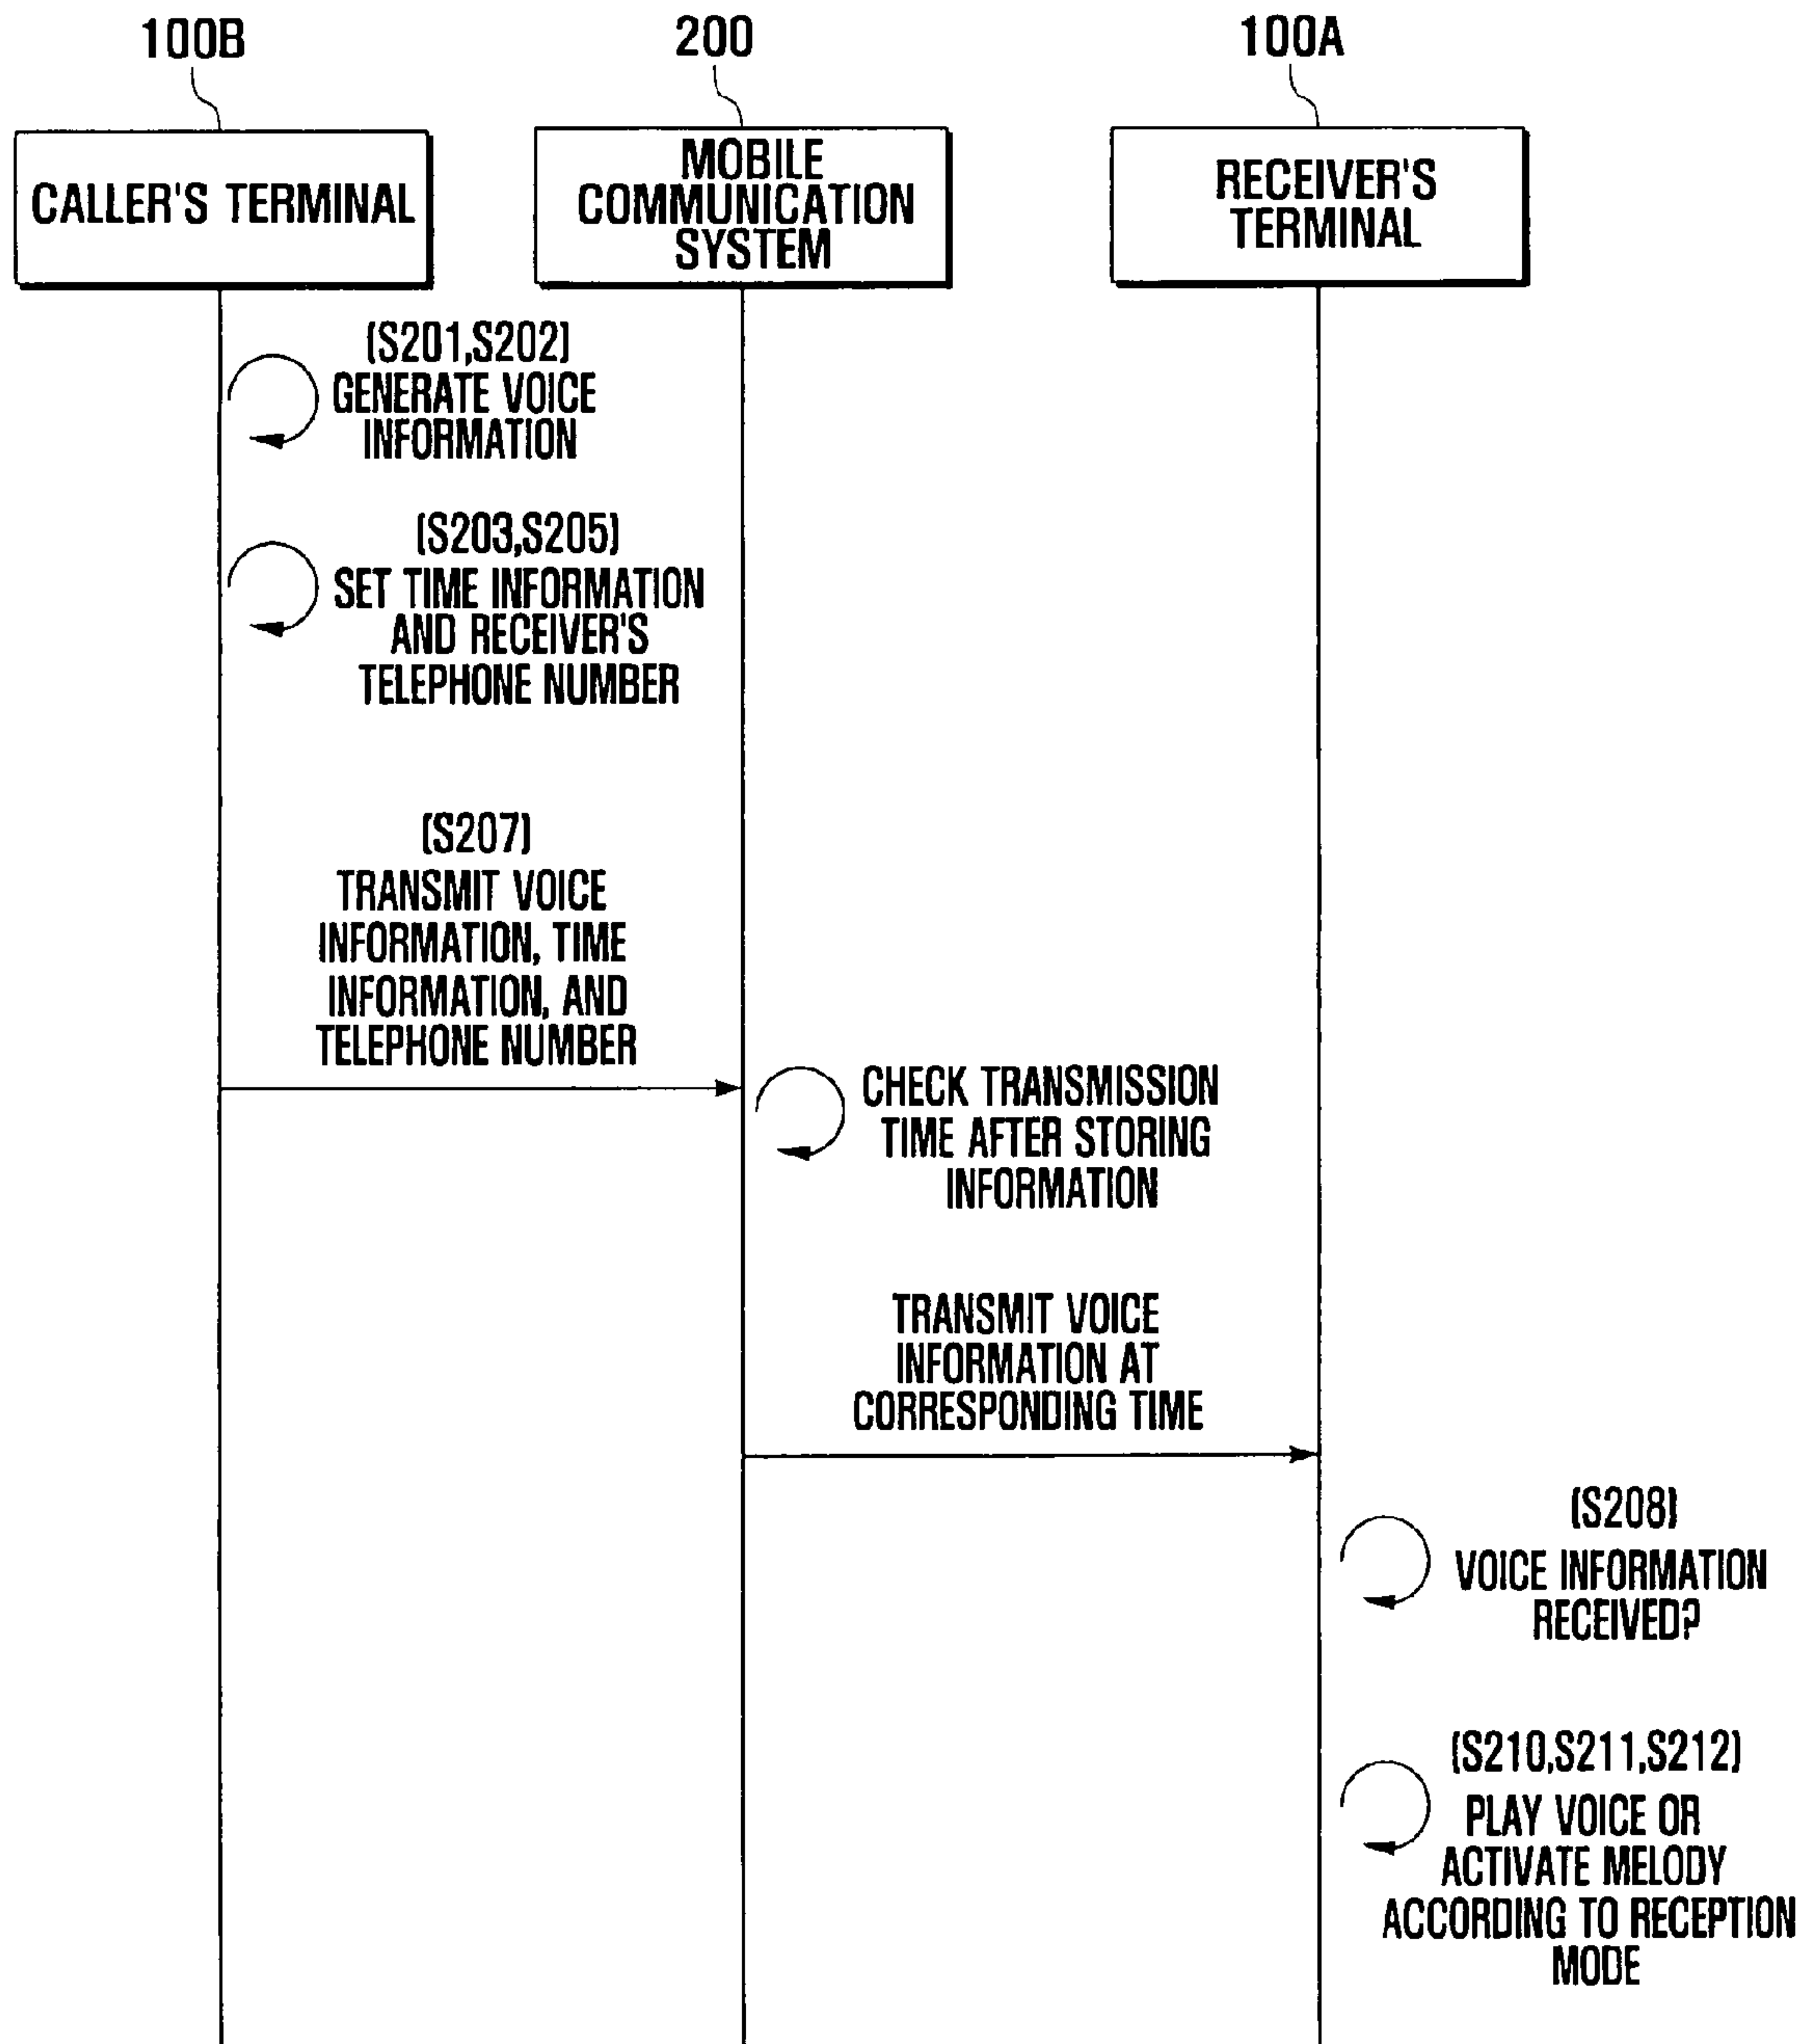 100B
200
100A
CALLER'S TERMINAL
MOBILE
COMMUNICATION
SYSTEM
RECEIVER'S
TERMINAL
(S201,S202)
GENERATE VOICE
INFORMATION
(S203,S205)
SET TIME INFORMATION
AND RECEIVER'S
TELEPHONE NUMBER
(S207)
TRANSMIT VOICE
INFORMATION, TIME
INFORMATION, AND
TELEPHONE NUMBER
CHECK TRANSMISSION
TIME AFTER STORING
INFORMATION
TRANSMIT VOICE
INFORMATION AT
CORRESPONDING TIME
(S208)
VOICE INFORMATION
RECEIVED?
(S210,S211,S212)
PLAY VOICE OR
ACTIVATE MELODY
ACCORDING TO RECEPTION
MODE